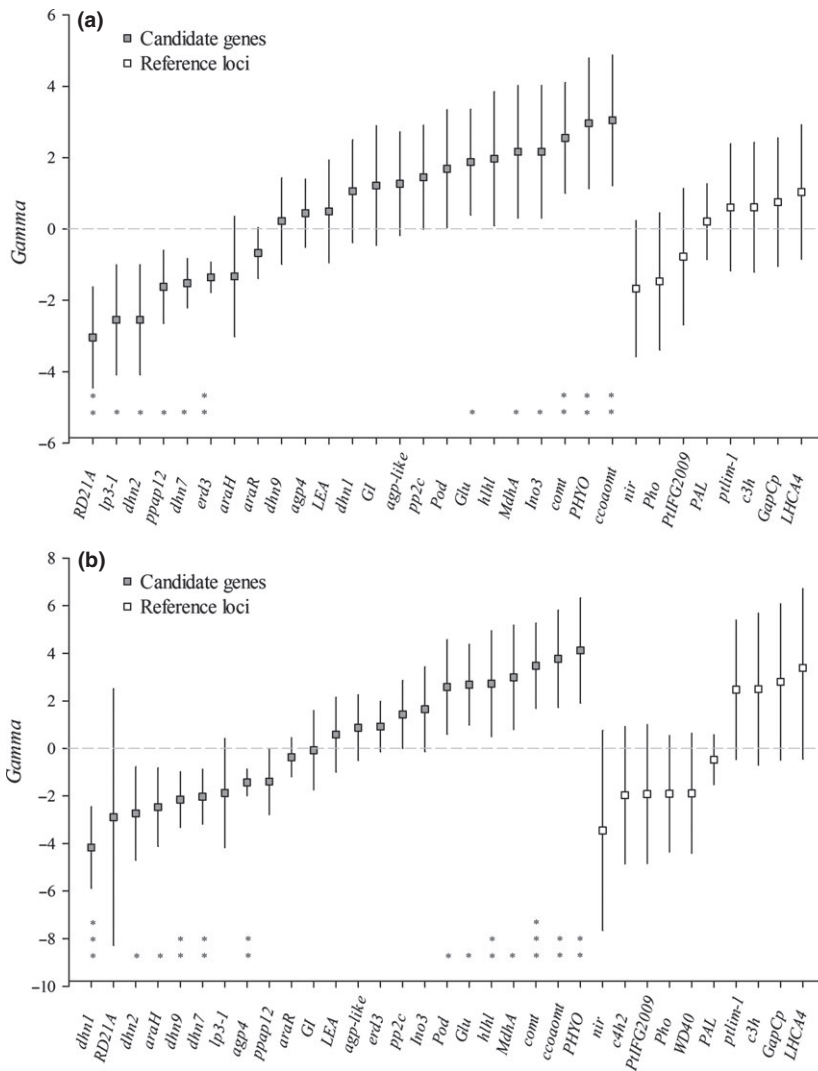 (a)
Candidate genes
Reference loci
6
4
2
0
−2
−4
−6
Gamma
* * * * * * * * * * * * * * * *
RD21A lp3-1 dhn2 ppap12 dhn7 erd3 araH araR dhn9 agp4 LEA dhn1 GI agp-like pp2c Pod Glu hlhl MdhA Ino3 comt PHYO ccoaomt nir Pho PtIFG2009 PAL ptlim-1 c3h GapCp LHCA4
(b)
Candidate genes
Reference loci
8
6
4
2
0
−2
−4
−6
−8
−10
Gamma
* * * * * * * * * * * * * * * * * * * * * * *
dhn1 RD21A dhn2 araH dhn9 dhn7 lp3-1 agp4 ppap12 araR GI LEA agp-like erd3 pp2c Ino3 Pod Glu hlhl MdhA comt ccoaomt PHYO nir c4h2 PtIFG2009 Pho WD40 PAL ptlim-1 c3h GapCp LHCA4